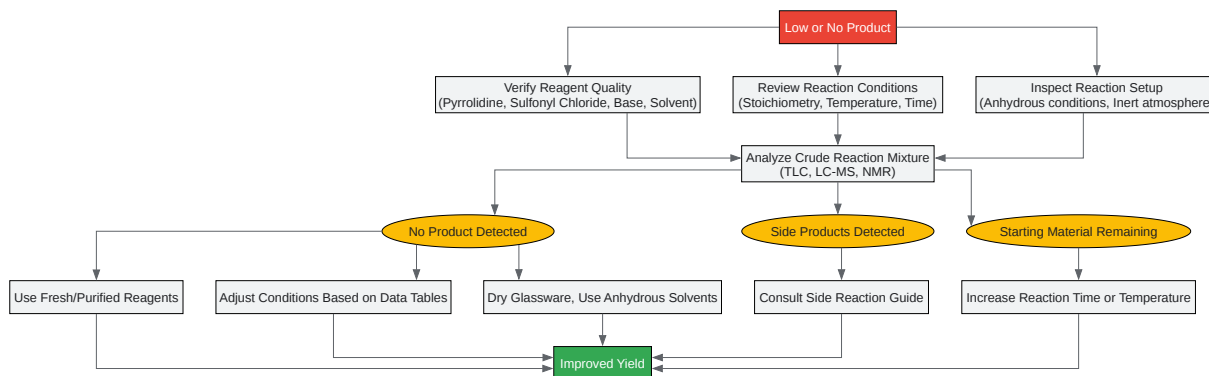 Low or No Product
Verify Reagent Quality
(Pyrrolidine, Sulfonyl Chloride, Base, Solvent)
Review Reaction Conditions
(Stoichiometry, Temperature, Time)
Inspect Reaction Setup
(Anhydrous conditions, Inert atmosphere
Analyze Crude Reaction Mixture
(TLC, LC-MS, NMR)
No Product Detected
Side Products Detected
Starting Material Remaining
Use Fresh/Purified Reagents
Adjust Conditions Based on Data Tables
Dry Glassware, Use Anhydrous Solvents
Consult Side Reaction Guide
Increase Reaction Time or Temperature
Improved Yield